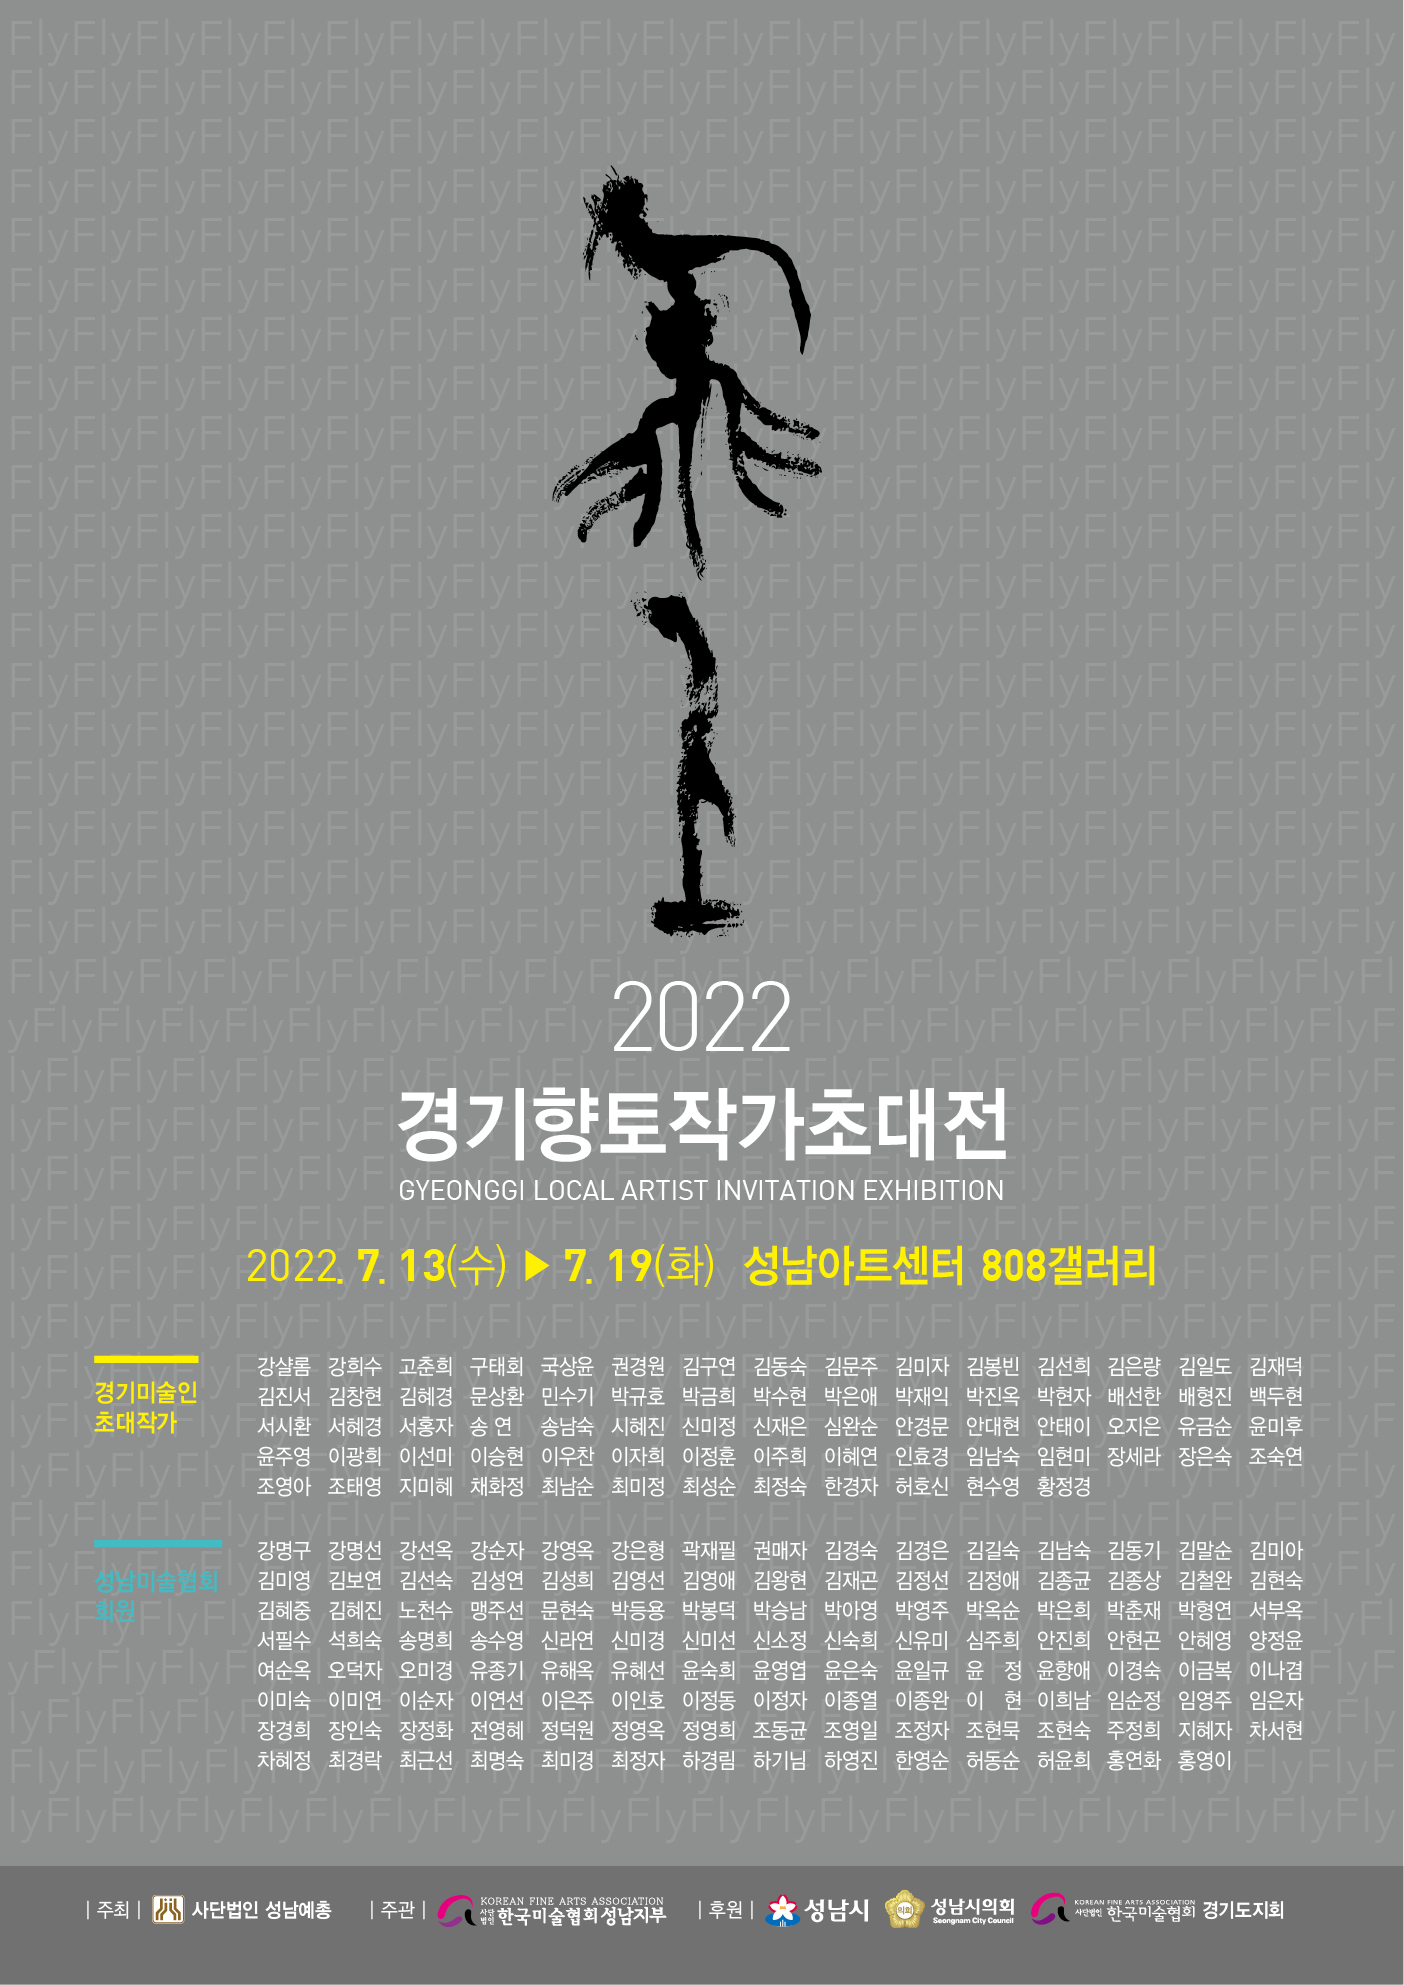 2022
경기향토작가초대전
GYEONGGI LOCAL ARTIST INVITATION EXHIBITION
2022. 7. 13(수) ▶ 7. 19(화) 성남아트센터 808갤러리
경기미술인
초대작가
강샬롬 강희수 고춘희 구태회 국상윤 권경원 김구연 김동숙 김문주 김미자 김봉빈 김선희 김은량 김일도 김재덕
김진서 김창현 김혜경 문상환 민수기 박규호 박금희 박수현 박은애 박재익 박진옥 박현자 배선한 배형진 백두현
서시환 서혜경 서홍자 송 연 송남숙 시혜진 신미정 신재은 심완순 안경문 안대현 안태이 오지은 유금순 윤미후
윤주영 이광희 이선미 이승현 이우찬 이자희 이정훈 이주희 이혜연 인효경 임남숙 임현미 장세라 장은숙 조숙연
조영아 조태영 지미혜 채화정 최남순 최미정 최성순 최정숙 한경자 허호신 현수영 황정경
성남미술협회
회원
강명구 강명선 강선옥 강순자 강영옥 강은형 곽재필 권매자 김경숙 김경은 김길숙 김남숙 김동기 김말순 김미아
김미영 김보연 김선숙 김성연 김성희 김영선 김영애 김왕현 김재곤 김정선 김정애 김종균 김종상 김철완 김현숙
김혜중 김혜진 노천수 맹주선 문현숙 박등용 박봉덕 박승남 박아영 박영주 박옥순 박은희 박춘재 박형연 서부옥
서필수 석희숙 송명희 송수영 신라연 신미경 신미선 신소정 신숙희 신유미 심주희 안진희 안현곤 안혜영 양정윤
여순옥 오덕자 오미경 유종기 유해옥 유혜선 윤숙희 윤영엽 윤은숙 윤일규 윤 정 윤향애 이경숙 이금복 이나겸
이미숙 이미연 이순자 이연선 이은주 이인호 이정동 이정자 이종열 이종완 이 현 이희남 임순정 임영주 임은자
장경희 장인숙 장정화 전영혜 정덕원 정영옥 정영희 조동균 조영일 조정자 조현묵 조현숙 주정희 지혜자 차서현
차혜정 최경락 최근선 최명숙 최미경 최정자 하경림 하기님 하영진 한영순 허동순 허윤희 홍연화 홍영이
| 주최 | 사단법인 성남예총 | 주관 | KOREAN FINE ARTS ASSOCIATION 사단법인 한국미술협회성남지부 | 후원 | 성남시 의회 성남시의회 Seongnam City Council KOREAN FINE ARTS ASSOCIATION 사단법인 한국미술협회 경기도지회